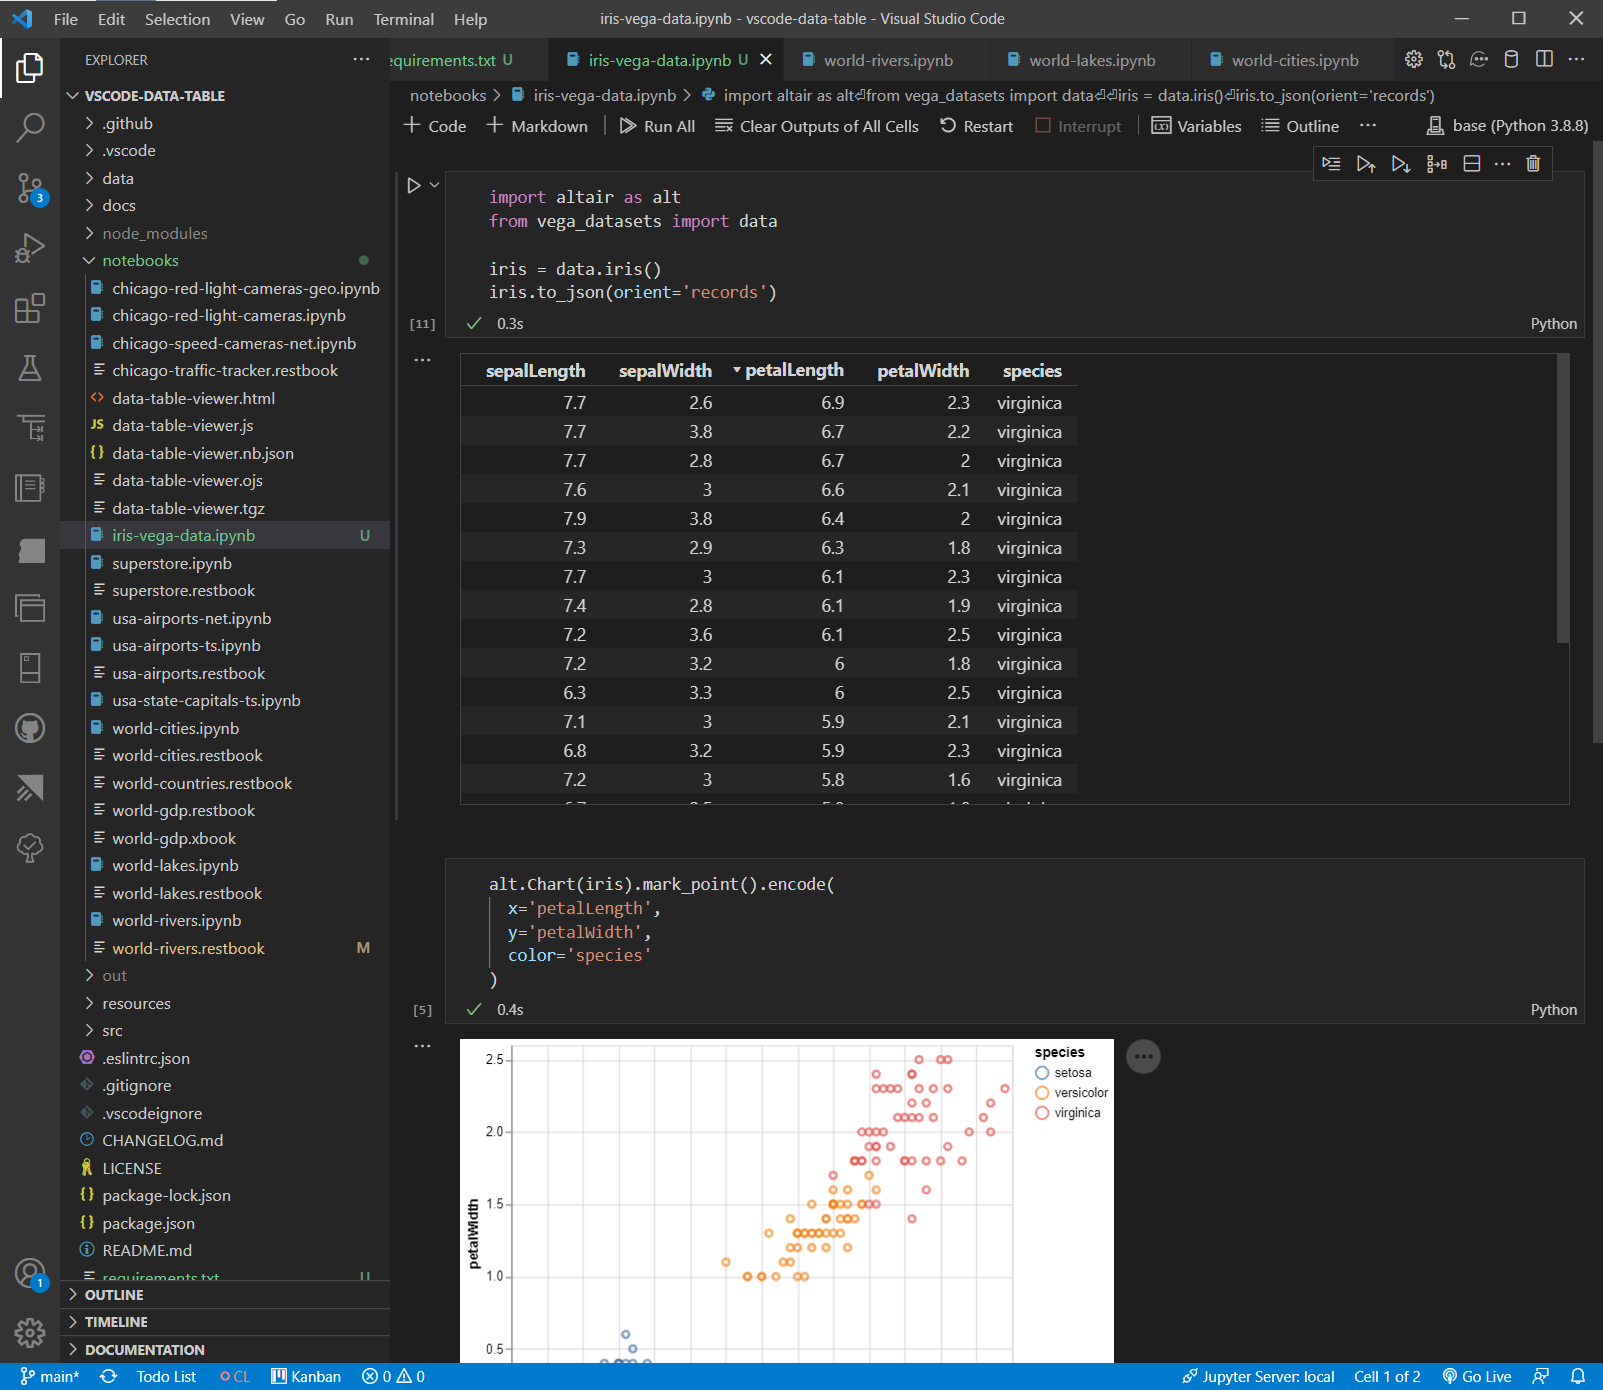 File Edit Selection View Go Run Terminal Help
iris-vega-data.ipynb - vscode-data-table - Visual Studio Code
EXPLORER
equirements.txt U
iris-vega-data.ipynb U
world-rivers.ipynb
world-lakes.ipynb
world-cities.ipynb
notebooks > iris-vega-data.ipynb > import altair as alt⏎from vega_datasets import data⏎⏎iris = data.iris()⏎iris.to_json(orient='records')
+ Code + Markdown | Run All Clear Outputs of All Cells Restart Interrupt | Variables Outline ··· base (Python 3.8.8)
VSCODE-DATA-TABLE
.github
.vscode
data
docs
node_modules
notebooks
chicago-red-light-cameras-geo.ipynb
chicago-red-light-cameras.ipynb
chicago-speed-cameras-net.ipynb
chicago-traffic-tracker.restbook
data-table-viewer.html
JS data-table-viewer.js
{} data-table-viewer.nb.json
data-table-viewer.ojs
data-table-viewer.tgz
iris-vega-data.ipynb U
superstore.ipynb
superstore.restbook
usa-airports-net.ipynb
usa-airports-ts.ipynb
usa-airports.restbook
usa-state-capitals-ts.ipynb
world-cities.ipynb
world-cities.restbook
world-countries.restbook
world-gdp.restbook
world-gdp.xbook
world-lakes.ipynb
world-lakes.restbook
world-rivers.ipynb
world-rivers.restbook M
out
resources
src
.eslintrc.json
.gitignore
.vscodeignore
CHANGELOG.md
LICENSE
{} package-lock.json
{} package.json
README.md
requirements.txt U
OUTLINE
TIMELINE
DOCUMENTATION
3
1
import altair as alt
from vega_datasets import data
iris = data.iris()
iris.to_json(orient='records')
[11] ✓ 0.3s Python
sepalLength sepalWidth petalLength petalWidth species
7.7 2.6 6.9 2.3 virginica
7.7 3.8 6.7 2.2 virginica
7.7 2.8 6.7 2 virginica
7.6 3 6.6 2.1 virginica
7.9 3.8 6.4 2 virginica
7.3 2.9 6.3 1.8 virginica
7.7 3 6.1 2.3 virginica
7.4 2.8 6.1 1.9 virginica
7.2 3.6 6.1 2.5 virginica
7.2 3.2 6 1.8 virginica
6.3 3.3 6 2.5 virginica
7.1 3 5.9 2.1 virginica
6.8 3.2 5.9 2.3 virginica
7.2 3 5.8 1.6 virginica
alt.Chart(iris).mark_point().encode(
x='petalLength',
y='petalWidth',
color='species'
)
[5] ✓ 0.4s Python
2.5
2.0
1.5
1.0
0.5
petalWidth
species
setosa
versicolor
virginica
main* Todo List CL Kanban 0 0
Jupyter Server: local Cell 1 of 2 Go Live